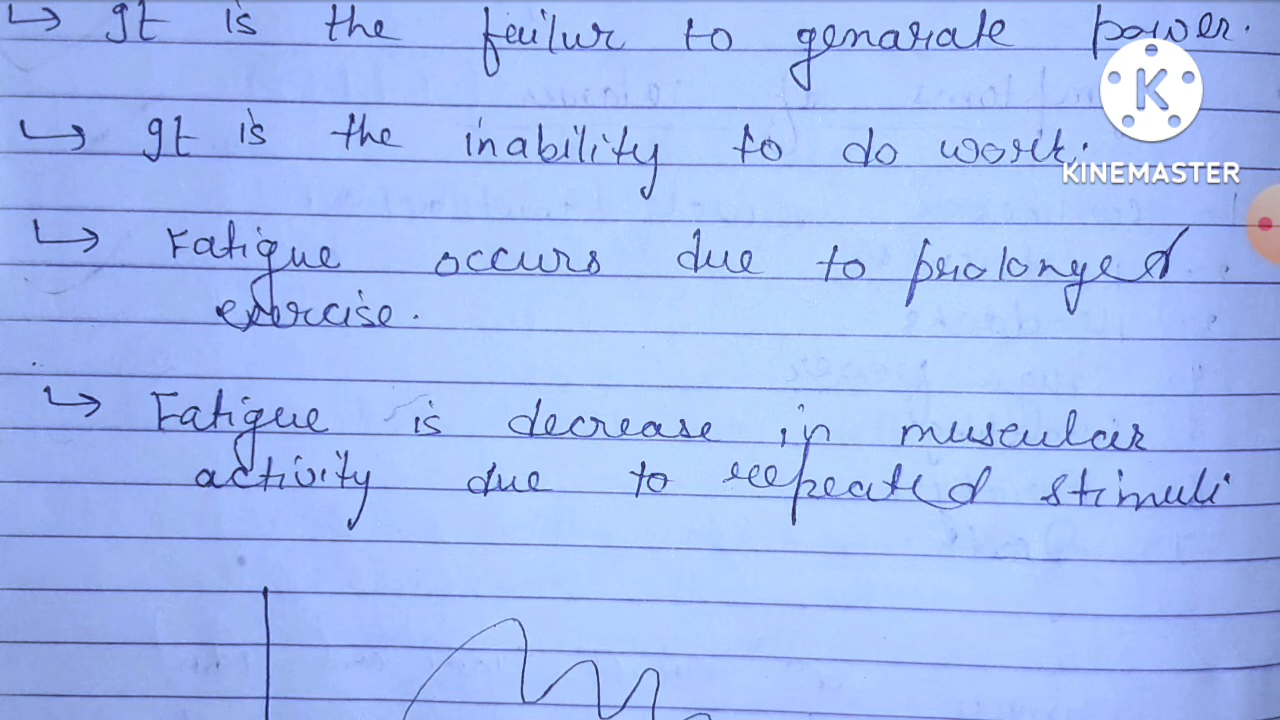 ↳ It is the failur to genarate power.
↳ It is the inability to do work.
K
KINEMASTER
↳ Fatigue occurs due to prolonged
exercise.
↳ Fatigue is decrease in muscular
activity due to repeated stimuli